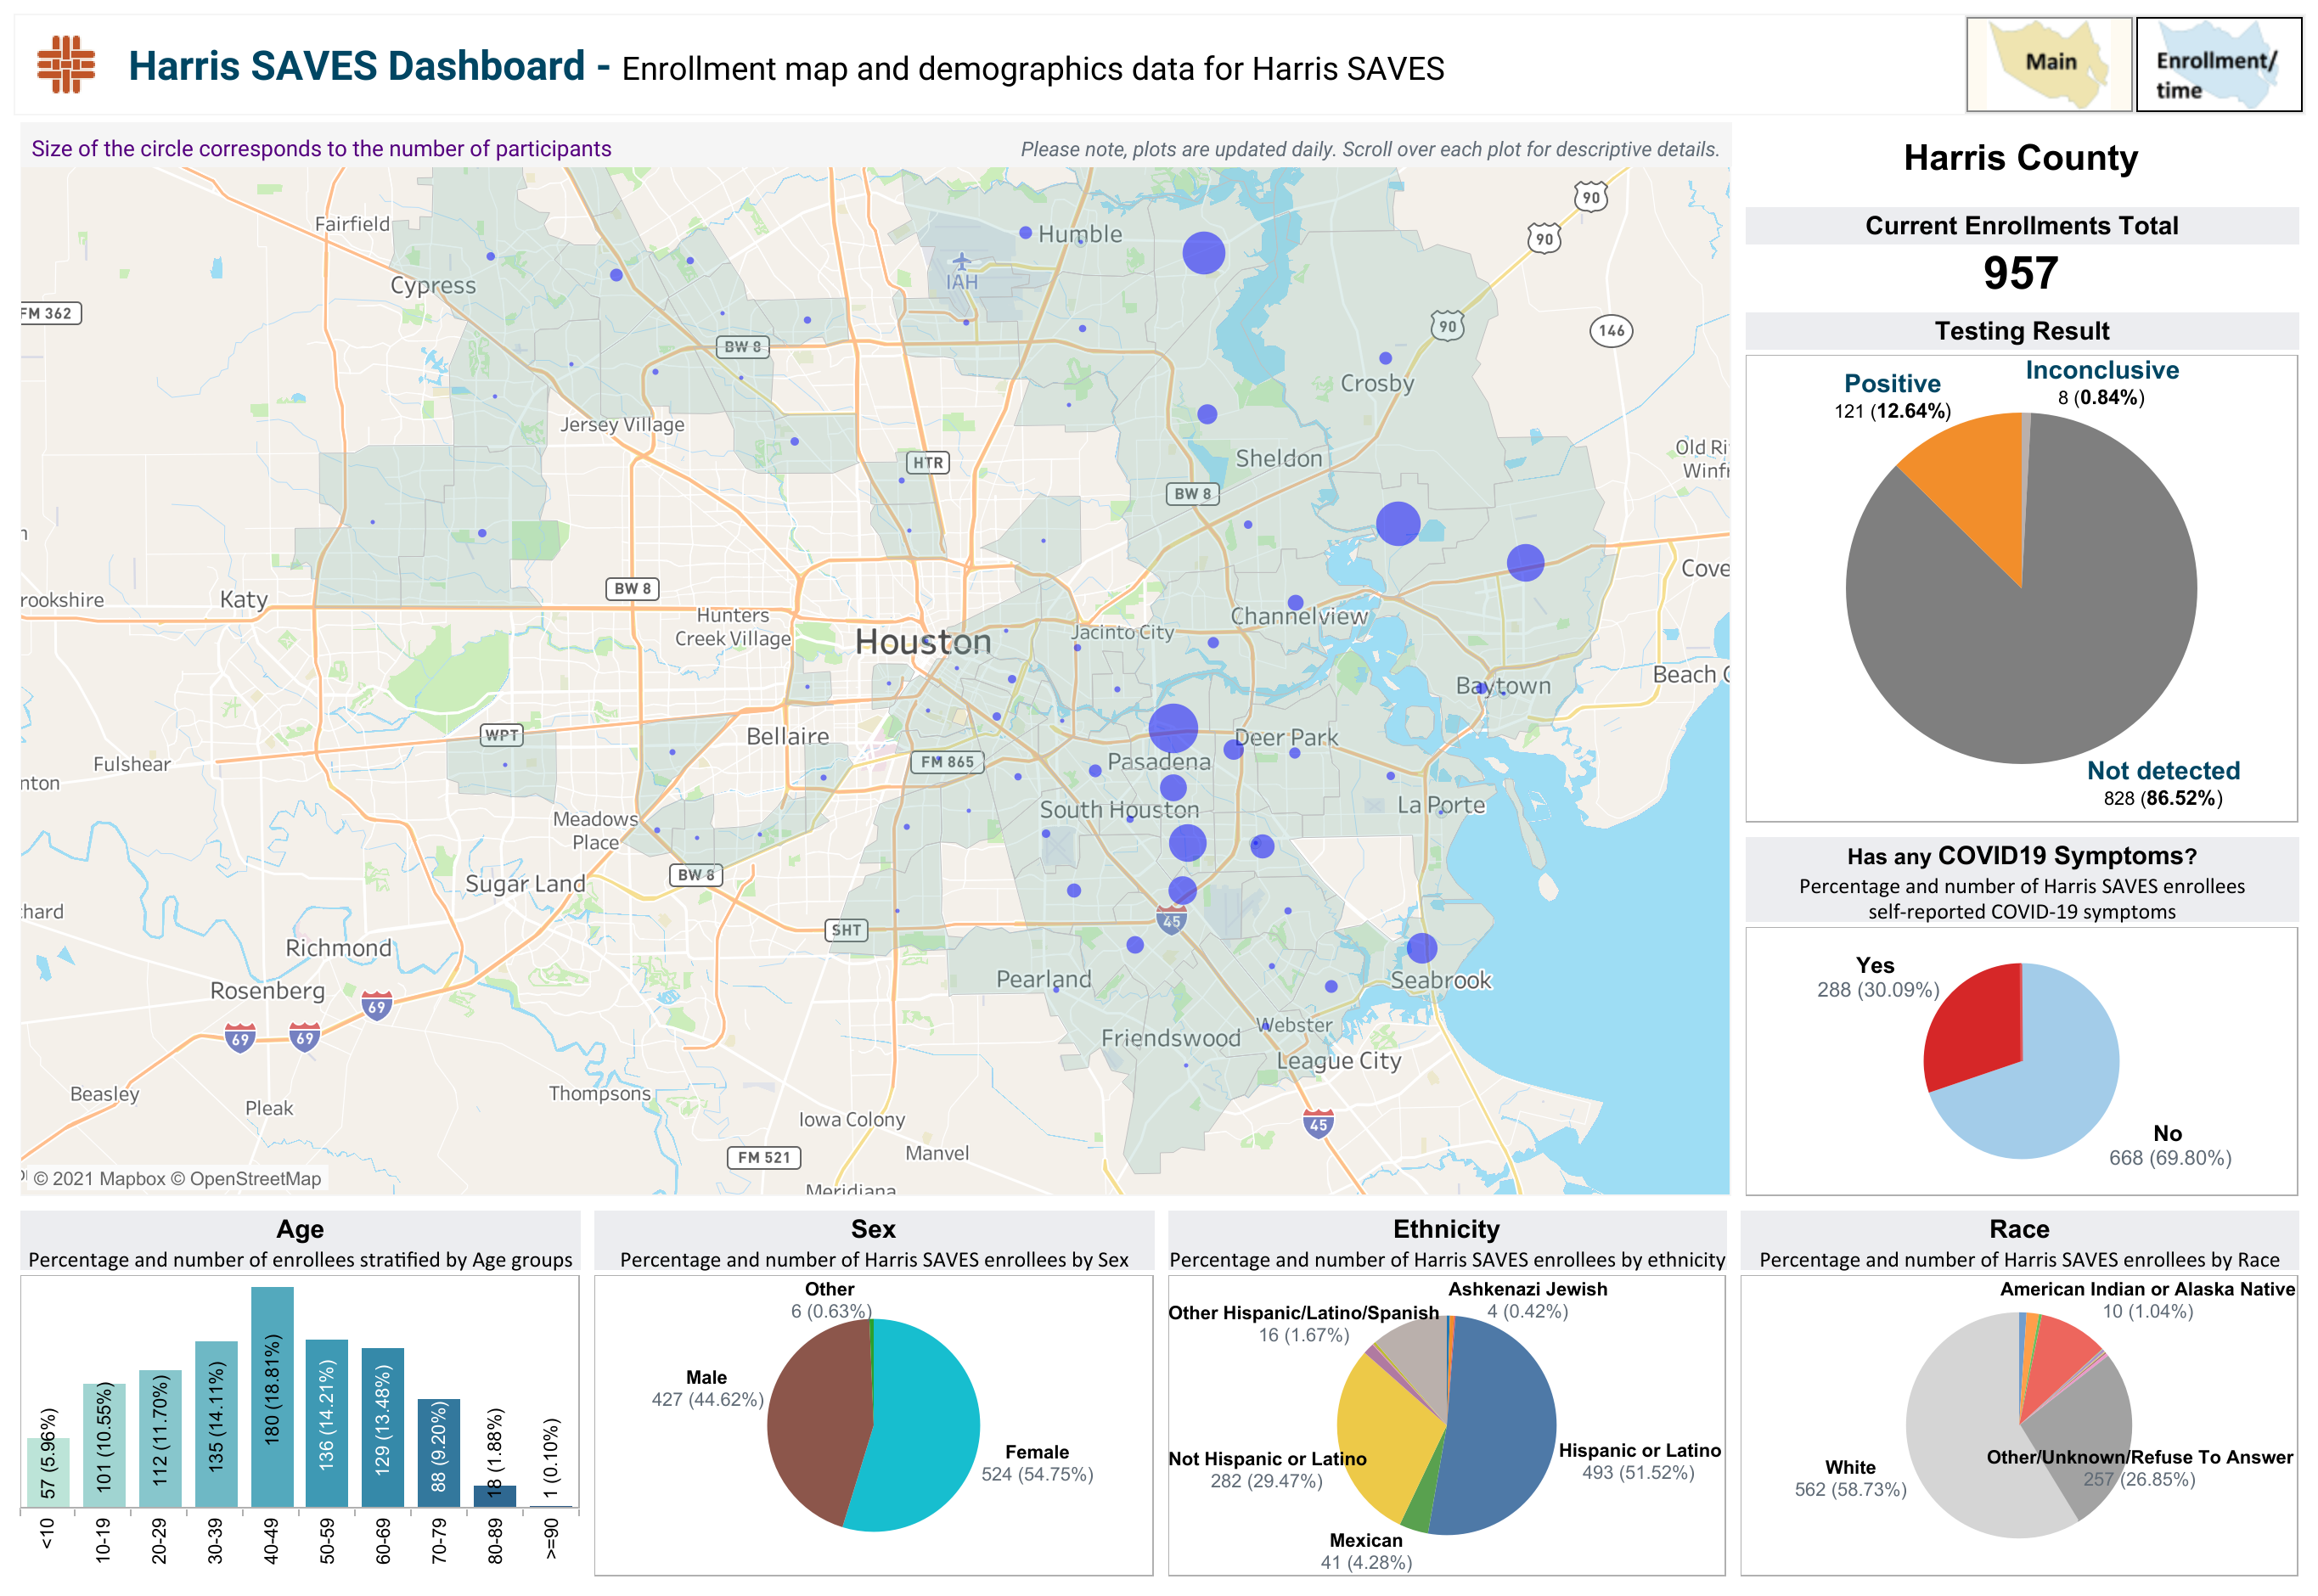 Harris SAVES Dashboard - Enrollment map and demographics data for Harris SAVES
Main
Enrollment/
time
Size of the circle corresponds to the number of participants
Please note, plots are updated daily. Scroll over each plot for descriptive details.
90
Fairfield
Humble
90
Cypress
IAH
FM 362
90
146
BW 8
Crosby
Jersey Village
Sheldon
HTR
BW 8
BW 8
Katy
Hunters
Creek Village
Houston
Jacinto City
Channelview
Baytown
WPT
Bellaire
Deer Park
Fulshear
FM 865
Pasadena
South Houston
La Porte
Meadows
Place
BW 8
Sugar Land
SHT
45
Richmond
Pearland
Seabrook
Rosenberg
69
69
69
Friendswood
Webster
League City
Beasley
Pleak
Thompsons
Iowa Colony
45
Manvel
FM 521
Meridiana
© 2021 Mapbox © OpenStreetMap
Harris County
Current Enrollments Total
957
Testing Result
Positive
121 (12.64%)
Inconclusive
8 (0.84%)
Not detected
828 (86.52%)
Has any COVID19 Symptoms?
Percentage and number of Harris SAVES enrollees
self-reported COVID-19 symptoms
Yes
288 (30.09%)
No
668 (69.80%)
Age
Percentage and number of enrollees stratified by Age groups
57 (5.96%)
101 (10.55%)
112 (11.70%)
135 (14.11%)
180 (18.81%)
136 (14.21%)
129 (13.48%)
88 (9.20%)
18 (1.88%)
1 (0.10%)
<10
10-19
20-29
30-39
40-49
50-59
60-69
70-79
80-89
>=90
Sex
Percentage and number of Harris SAVES enrollees by Sex
Other
6 (0.63%)
Male
427 (44.62%)
Female
524 (54.75%)
Ethnicity
Percentage and number of Harris SAVES enrollees by ethnicity
Ashkenazi Jewish
4 (0.42%)
Other Hispanic/Latino/Spanish
16 (1.67%)
Hispanic or Latino
493 (51.52%)
Not Hispanic or Latino
282 (29.47%)
Mexican
41 (4.28%)
Race
Percentage and number of Harris SAVES enrollees by Race
American Indian or Alaska Native
10 (1.04%)
Other/Unknown/Refuse To Answer
257 (26.85%)
White
562 (58.73%)